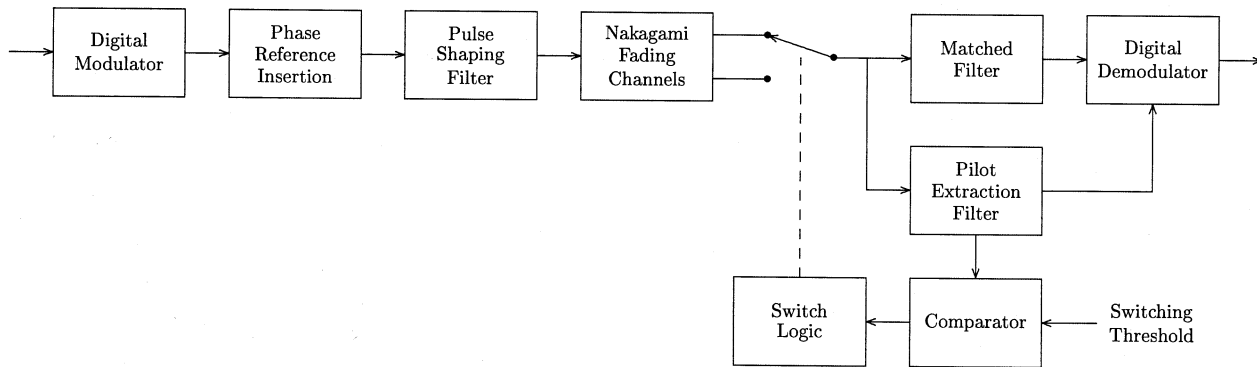 Digital
Modulator
Phase
Reference
Insertion
Pulse
Shaping
Filter
Nakagami
Fading
Channels
Matched
Filter
Digital
Demodulator
Pilot
Extraction
Filter
Switch
Logic
Comparator
Switching
Threshold